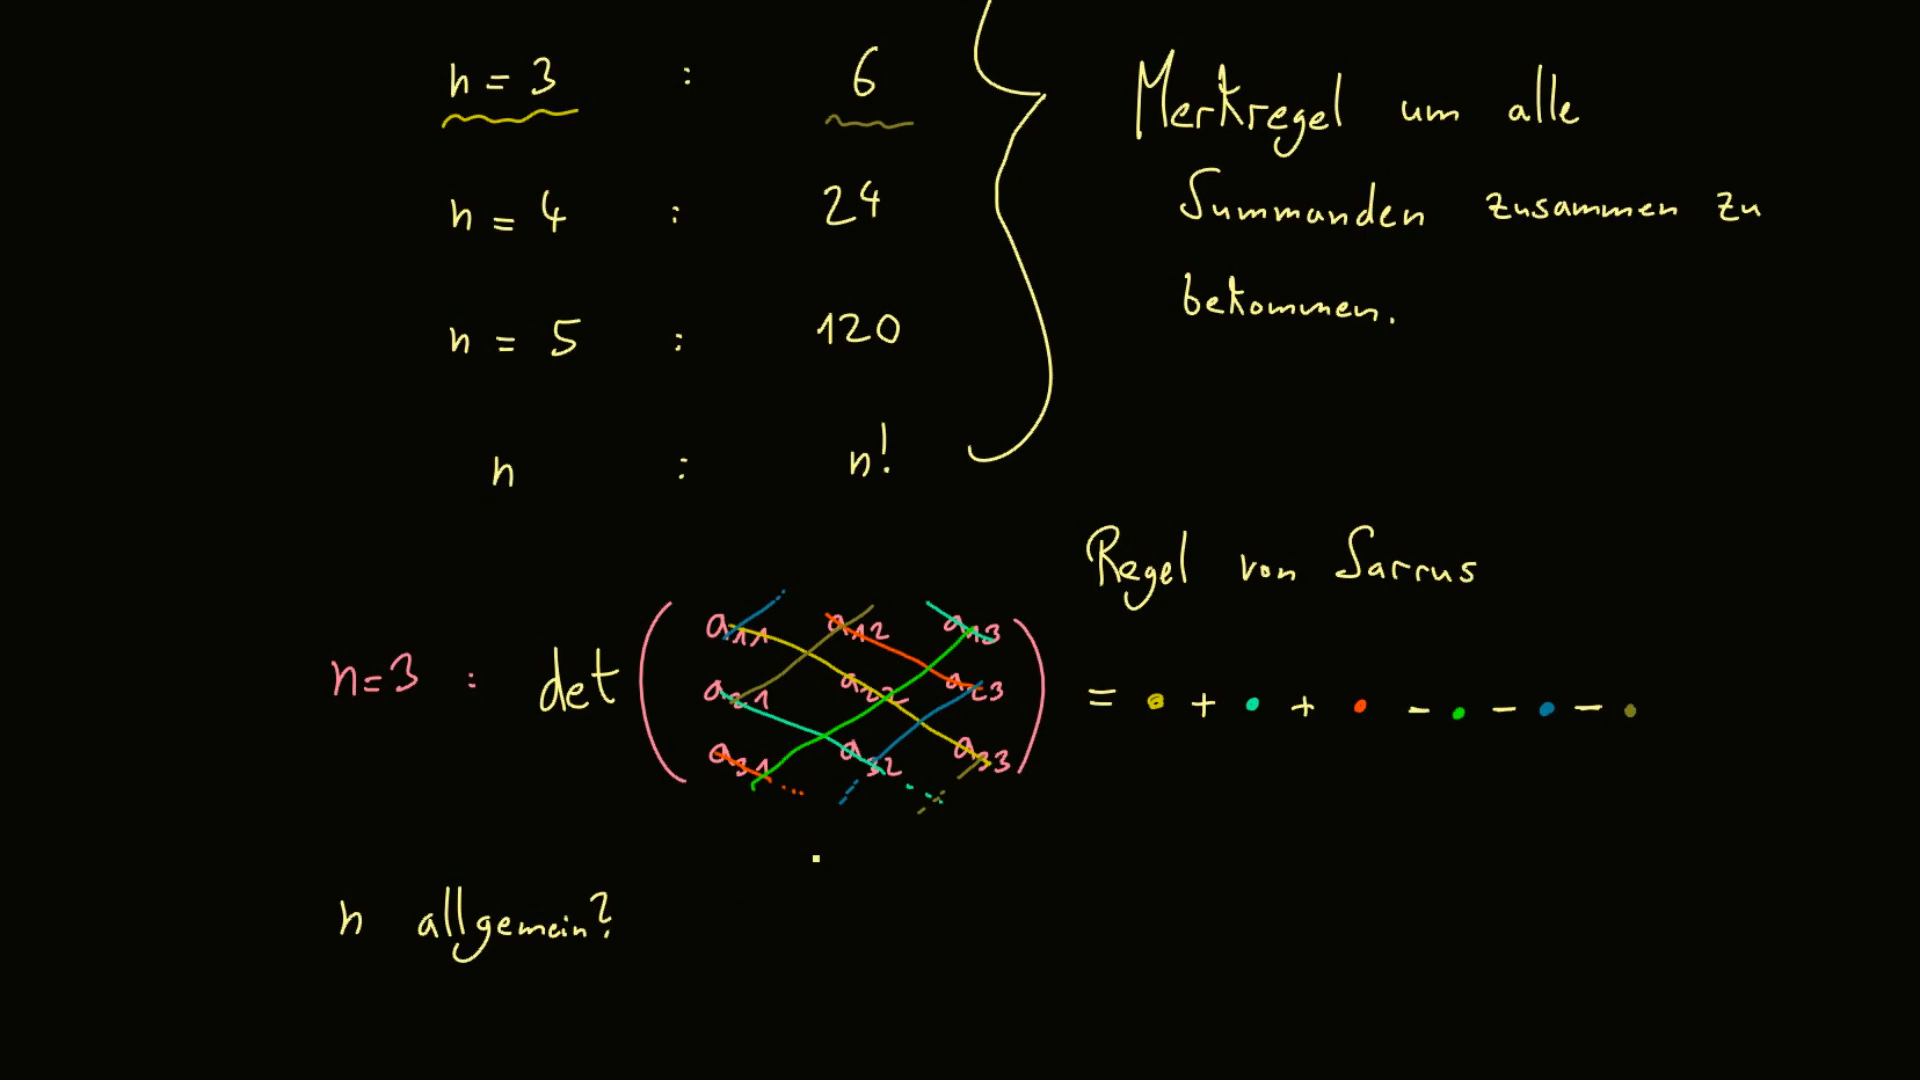 n = 3 : 6
n = 4 : 24
n = 5 : 120
n : n!
Merkregel um alle
Summanden zusammen zu
bekommen.
Regel von Sarrus
n=3 : det ( a11 a12 a13
a21 a22 a23
a31 a32 a33 ) = • + • + • - • - • - •
n allgemein?